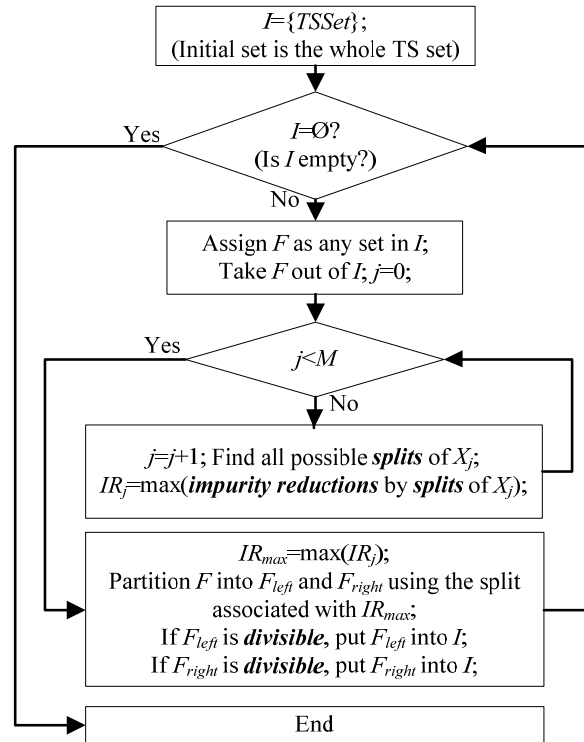 I={TSSet};
(Initial set is the whole TS set)
Yes
I=Ø?
(Is I empty?)
No
Assign F as any set in I;
Take F out of I; j=0;
Yes
j<M
No
j=j+1; Find all possible splits of Xj;
IRj=max(impurity reductions by splits of Xj);
IRmax=max(IRj);
Partition F into Fleft and Fright using the split
associated with IRmax;
If Fleft is divisible, put Fleft into I;
If Fright is divisible, put Fright into I;
End